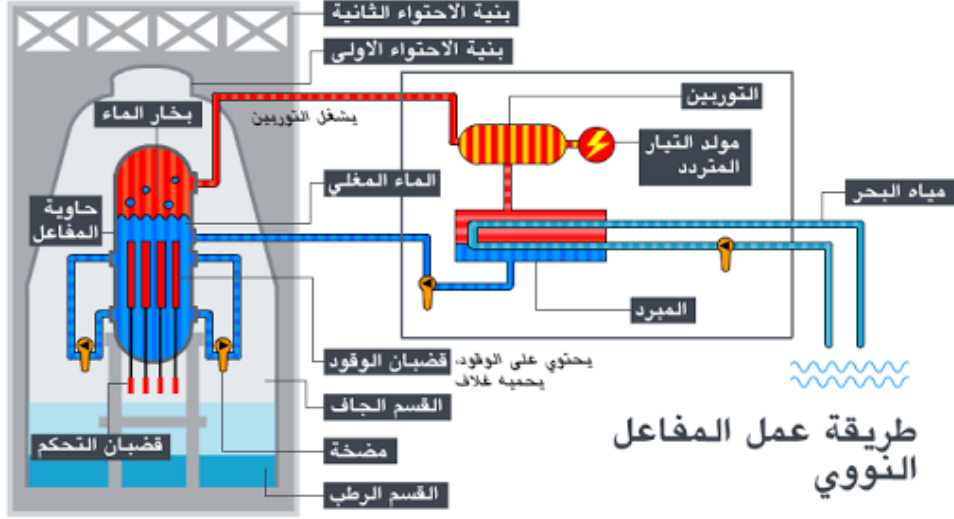 بنية الاحتواء الثانية
بنية الاحتواء الاولى
بخار الماء
يشغل التوربين
التوربين
مولد التيار
المتردد
الماء المغلي
مياه البحر
حاوية
المفاعل
المبرد
قضبان الوقود
يحتوي على الوقود،
يحميه غلاف
القسم الجاف
قضبان التحكم
مضخة
القسم الرطب
طريقة عمل المفاعل
النووي